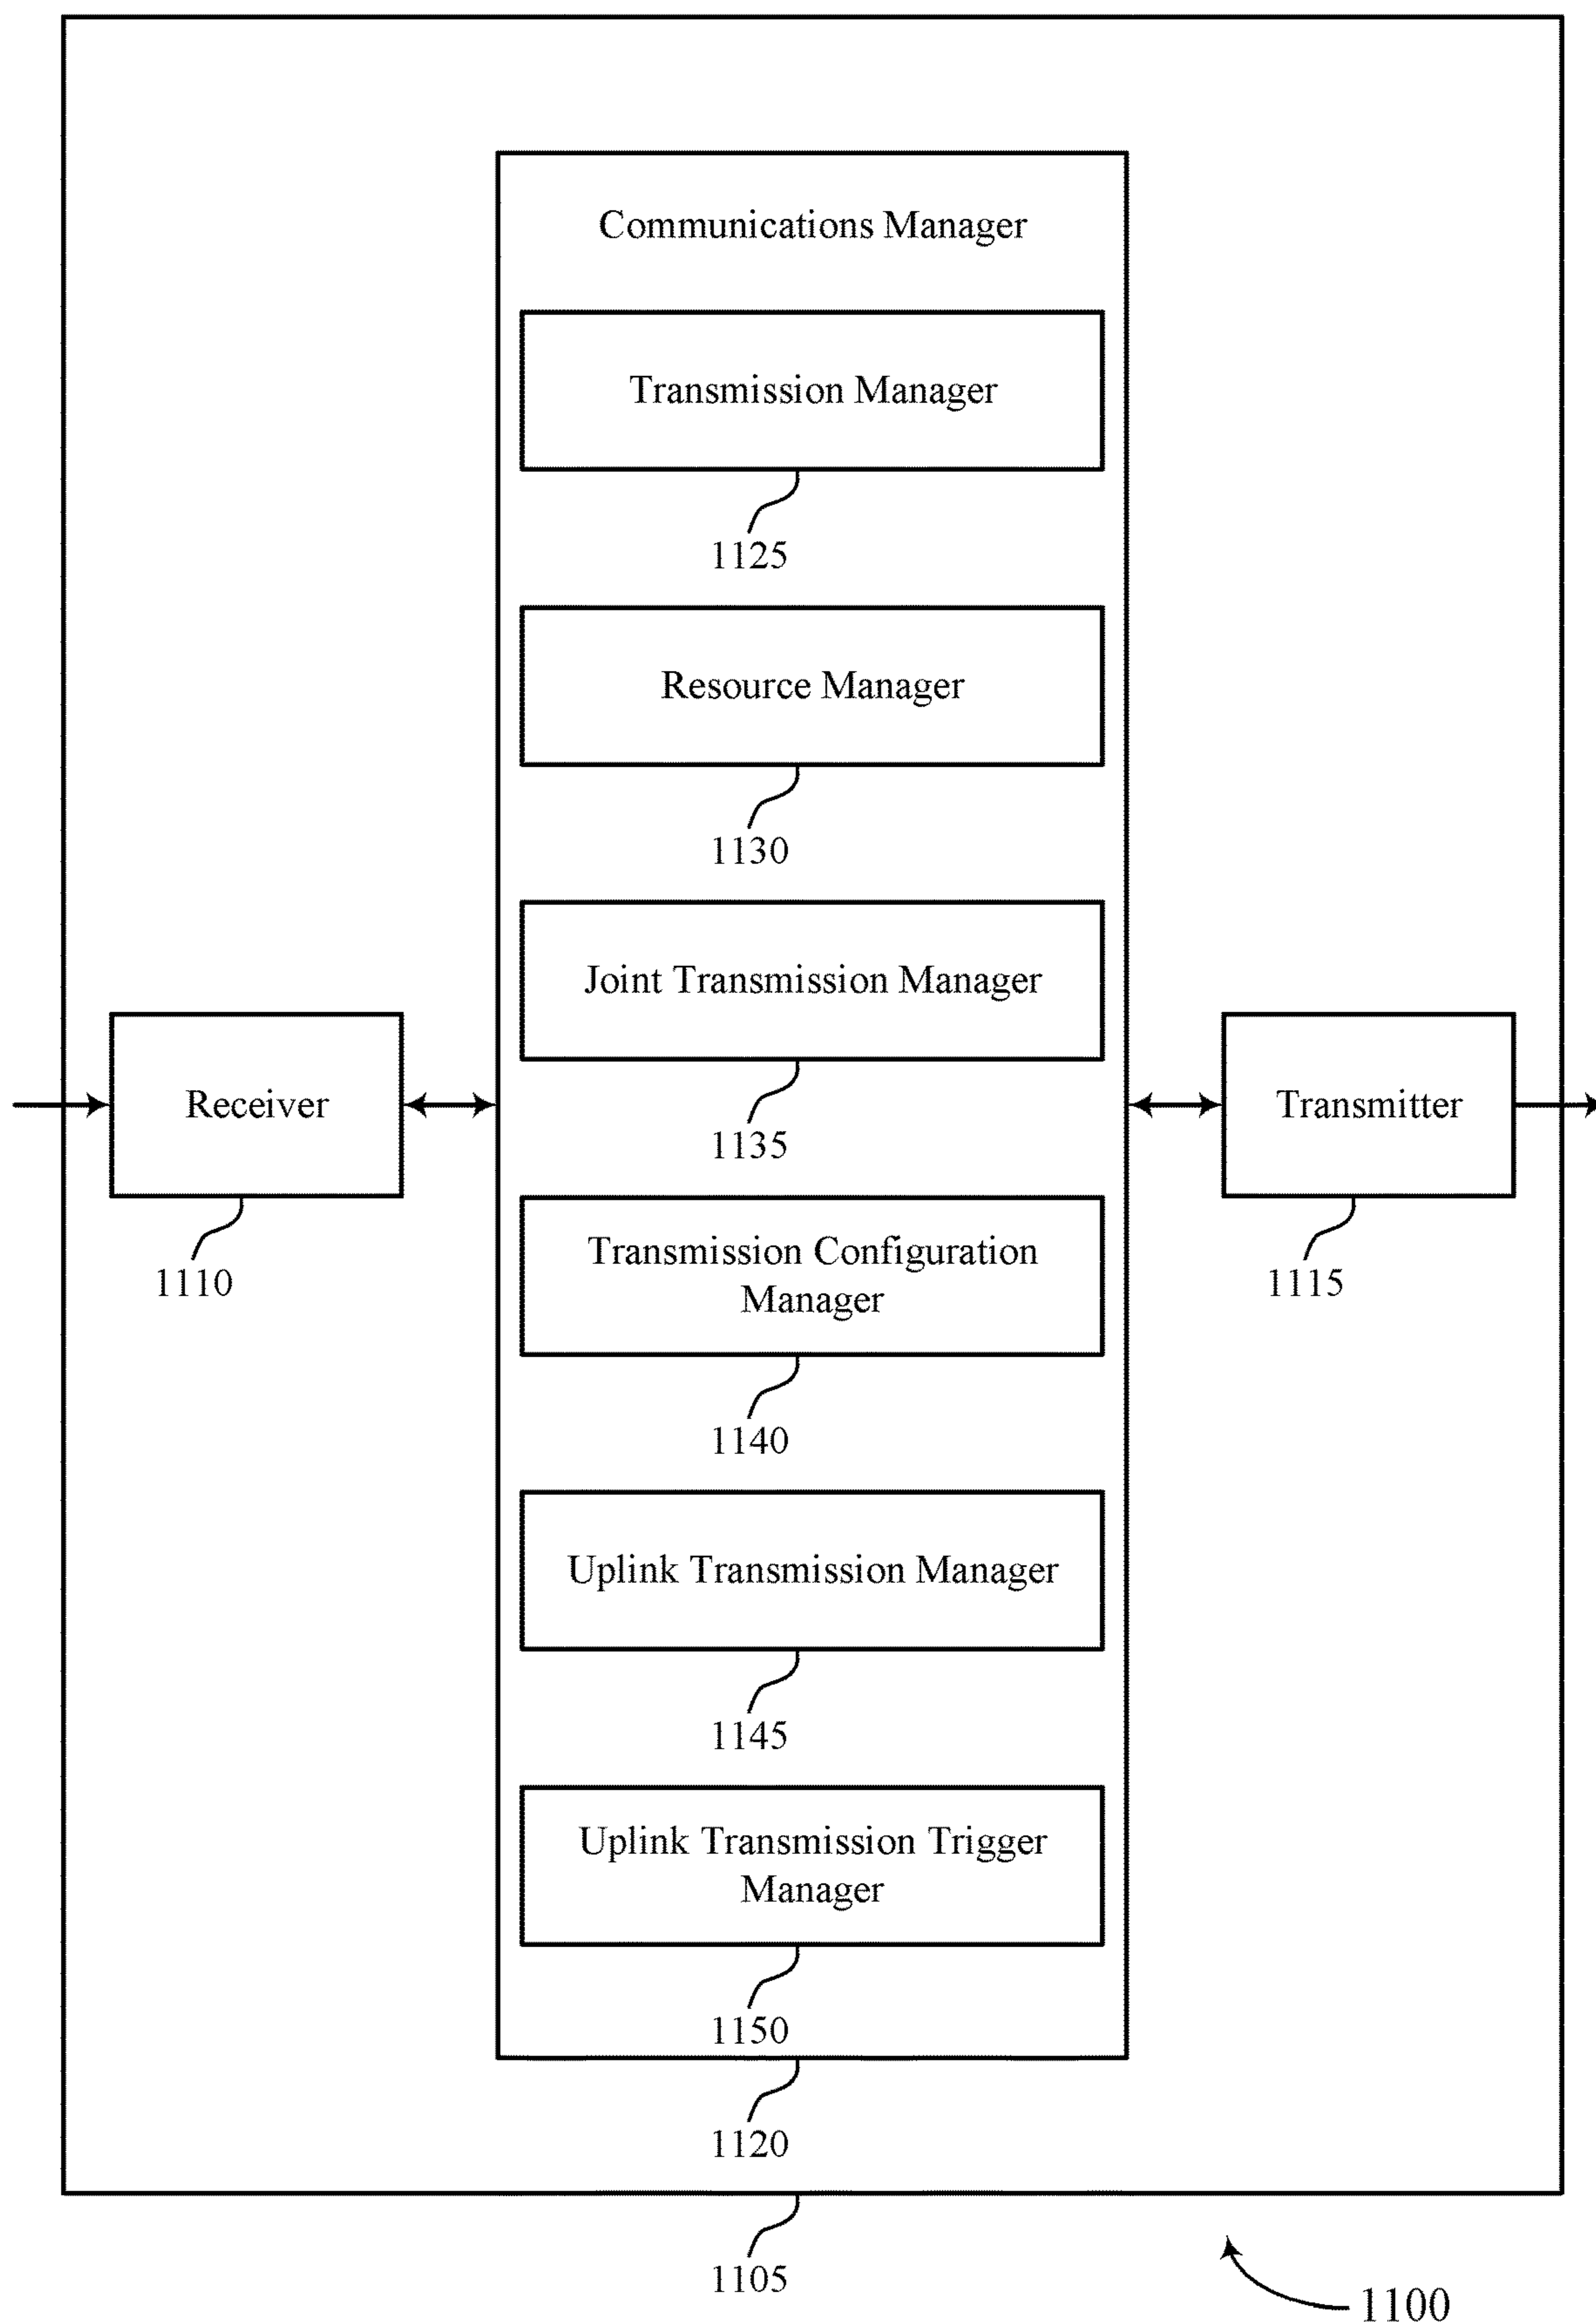 Communications Manager
Transmission Manager
1125
Resource Manager
1130
Joint Transmission Manager
1135
Receiver
1110
Transmitter
1115
Transmission Configuration
Manager
1140
Uplink Transmission Manager
1145
Uplink Transmission Trigger
Manager
1150
1120
1105
1100